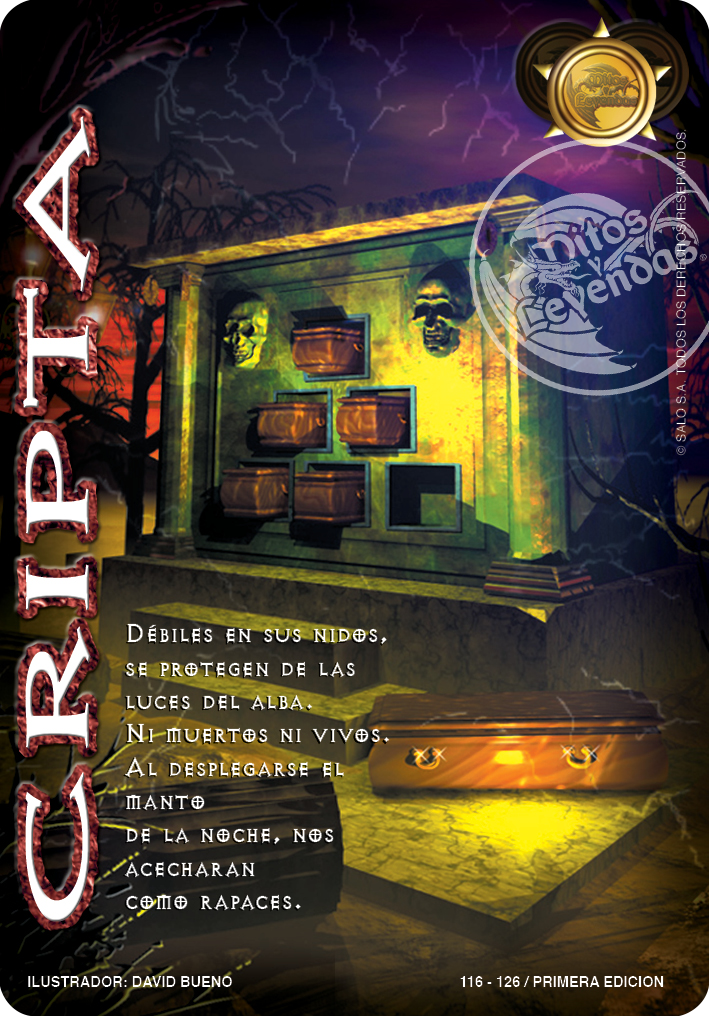 CRIPTA
Mitos
y
Leyendas
Mitos
y
Leyendas
®
© SALO S.A. TODOS LOS DERECHOS RESERVADOS.
DÉBILES EN SUS NIDOS,
SE PROTEGEN DE LAS
LUCES DEL ALBA.
NI MUERTOS NI VIVOS.
AL DESPLEGARSE EL
MANTO
DE LA NOCHE, NOS
ACECHARAN
COMO RAPACES.
ILUSTRADOR: DAVID BUENO
116 - 126 / PRIMERA EDICION